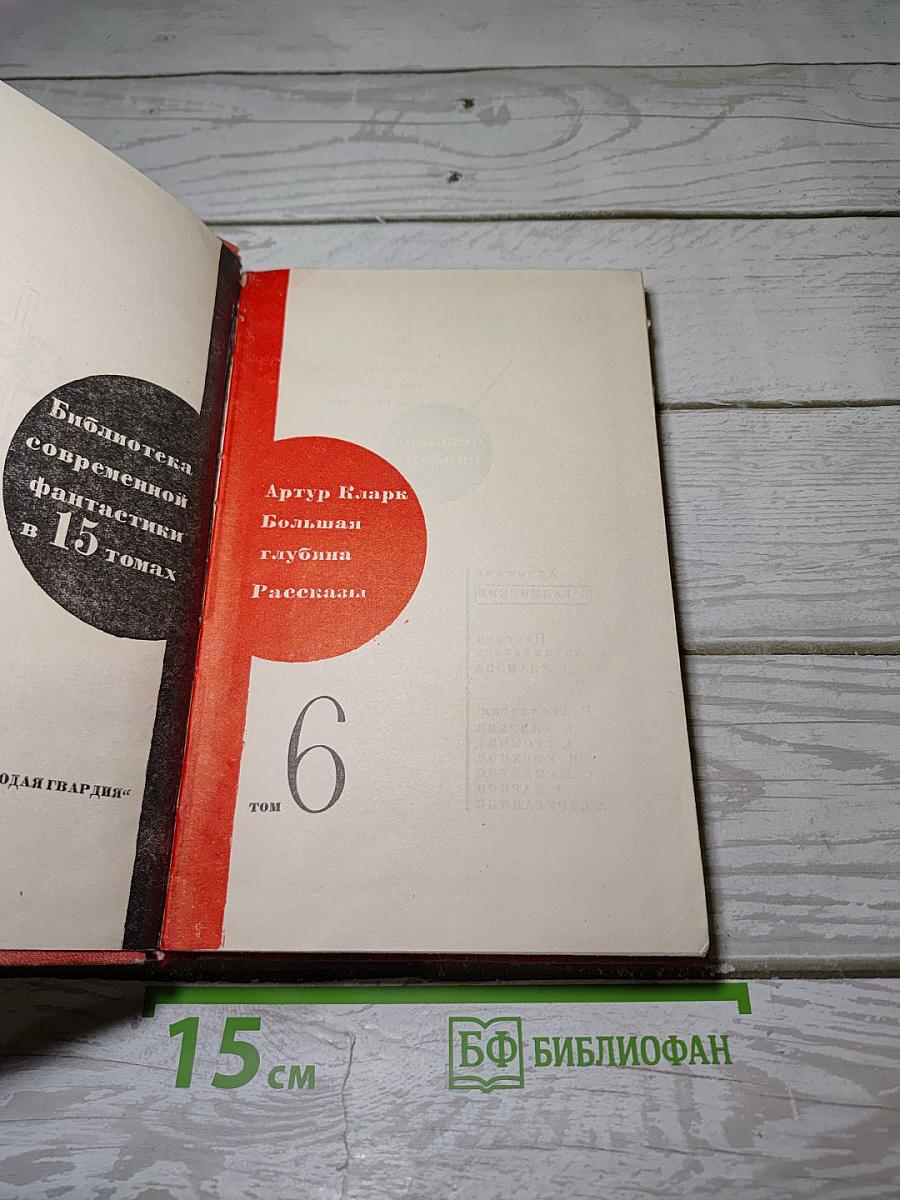 Библиотека
современной
фантастики
в 15 томах
ОДАЯ ГВАРДИЯ“
Артур Кларк
Большая
глубина
Рассказы
том 6
15 см
БФ БИБЛИОФАН